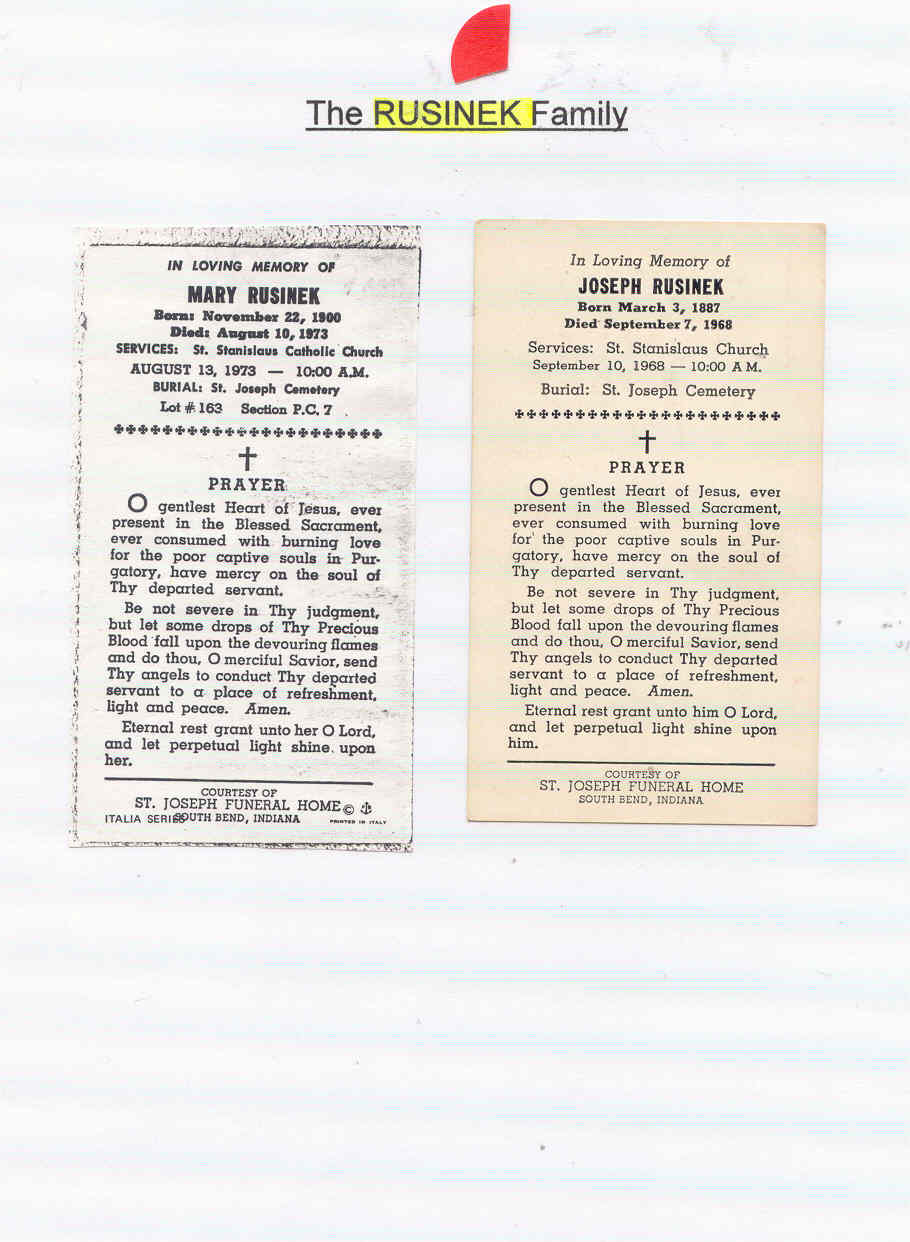 The RUSINEK Family
IN LOVING MEMORY OF
MARY RUSINEK
Born: November 22, 1900
Died: August 10, 1973
SERVICES: St. Stanislaus Catholic Church
AUGUST 13, 1973 — 10:00 A.M.
BURIAL: St. Joseph Cemetery
Lot # 163 Section P.C. 7
PRAYER
O gentlest Heart of Jesus, ever
present in the Blessed Sacrament,
ever consumed with burning love
for the poor captive souls in Pur-
gatory, have mercy on the soul of
Thy departed servant.
Be not severe in Thy judgment,
but let some drops of Thy Precious
Blood fall upon the devouring flames
and do thou, O merciful Savior, send
Thy angels to conduct Thy departed
servant to a place of refreshment,
light and peace. Amen.
Eternal rest grant unto her O Lord,
and let perpetual light shine upon
her.
COURTESY OF
ST. JOSEPH FUNERAL HOME ©
ITALIA SERIES SOUTH BEND, INDIANA PRINTED IN ITALY
In Loving Memory of
JOSEPH RUSINEK
Born March 3, 1887
Died September 7, 1968
Services: St. Stanislaus Church
September 10, 1968 — 10:00 A M.
Burial: St. Joseph Cemetery
PRAYER
O gentlest Heart of Jesus, ever
present in the Blessed Sacrament,
ever consumed with burning love
for the poor captive souls in Pur-
gatory, have mercy on the soul of
Thy departed servant.
Be not severe in Thy judgment,
but let some drops of Thy Precious
Blood fall upon the devouring flames
and do thou, O merciful Savior, send
Thy angels to conduct Thy departed
servant to a place of refreshment,
light and peace. Amen.
Eternal rest grant unto him O Lord,
and let perpetual light shine upon
him.
COURTESY OF
ST. JOSEPH FUNERAL HOME
SOUTH BEND, INDIANA